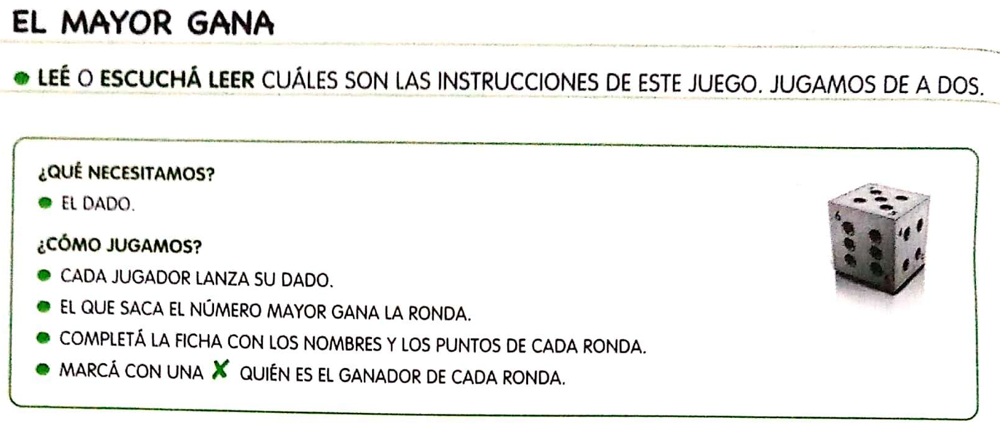 EL MAYOR GANA
LEÉ O ESCUCHÁ LEER CUÁLES SON LAS INSTRUCCIONES DE ESTE JUEGO. JUGAMOS DE A DOS.
¿QUÉ NECESITAMOS?
EL DADO.
¿CÓMO JUGAMOS?
CADA JUGADOR LANZA SU DADO.
EL QUE SACA EL NÚMERO MAYOR GANA LA RONDA.
COMPLETÁ LA FICHA CON LOS NOMBRES Y LOS PUNTOS DE CADA RONDA.
MARCÁ CON UNA X QUIÉN ES EL GANADOR DE CADA RONDA.